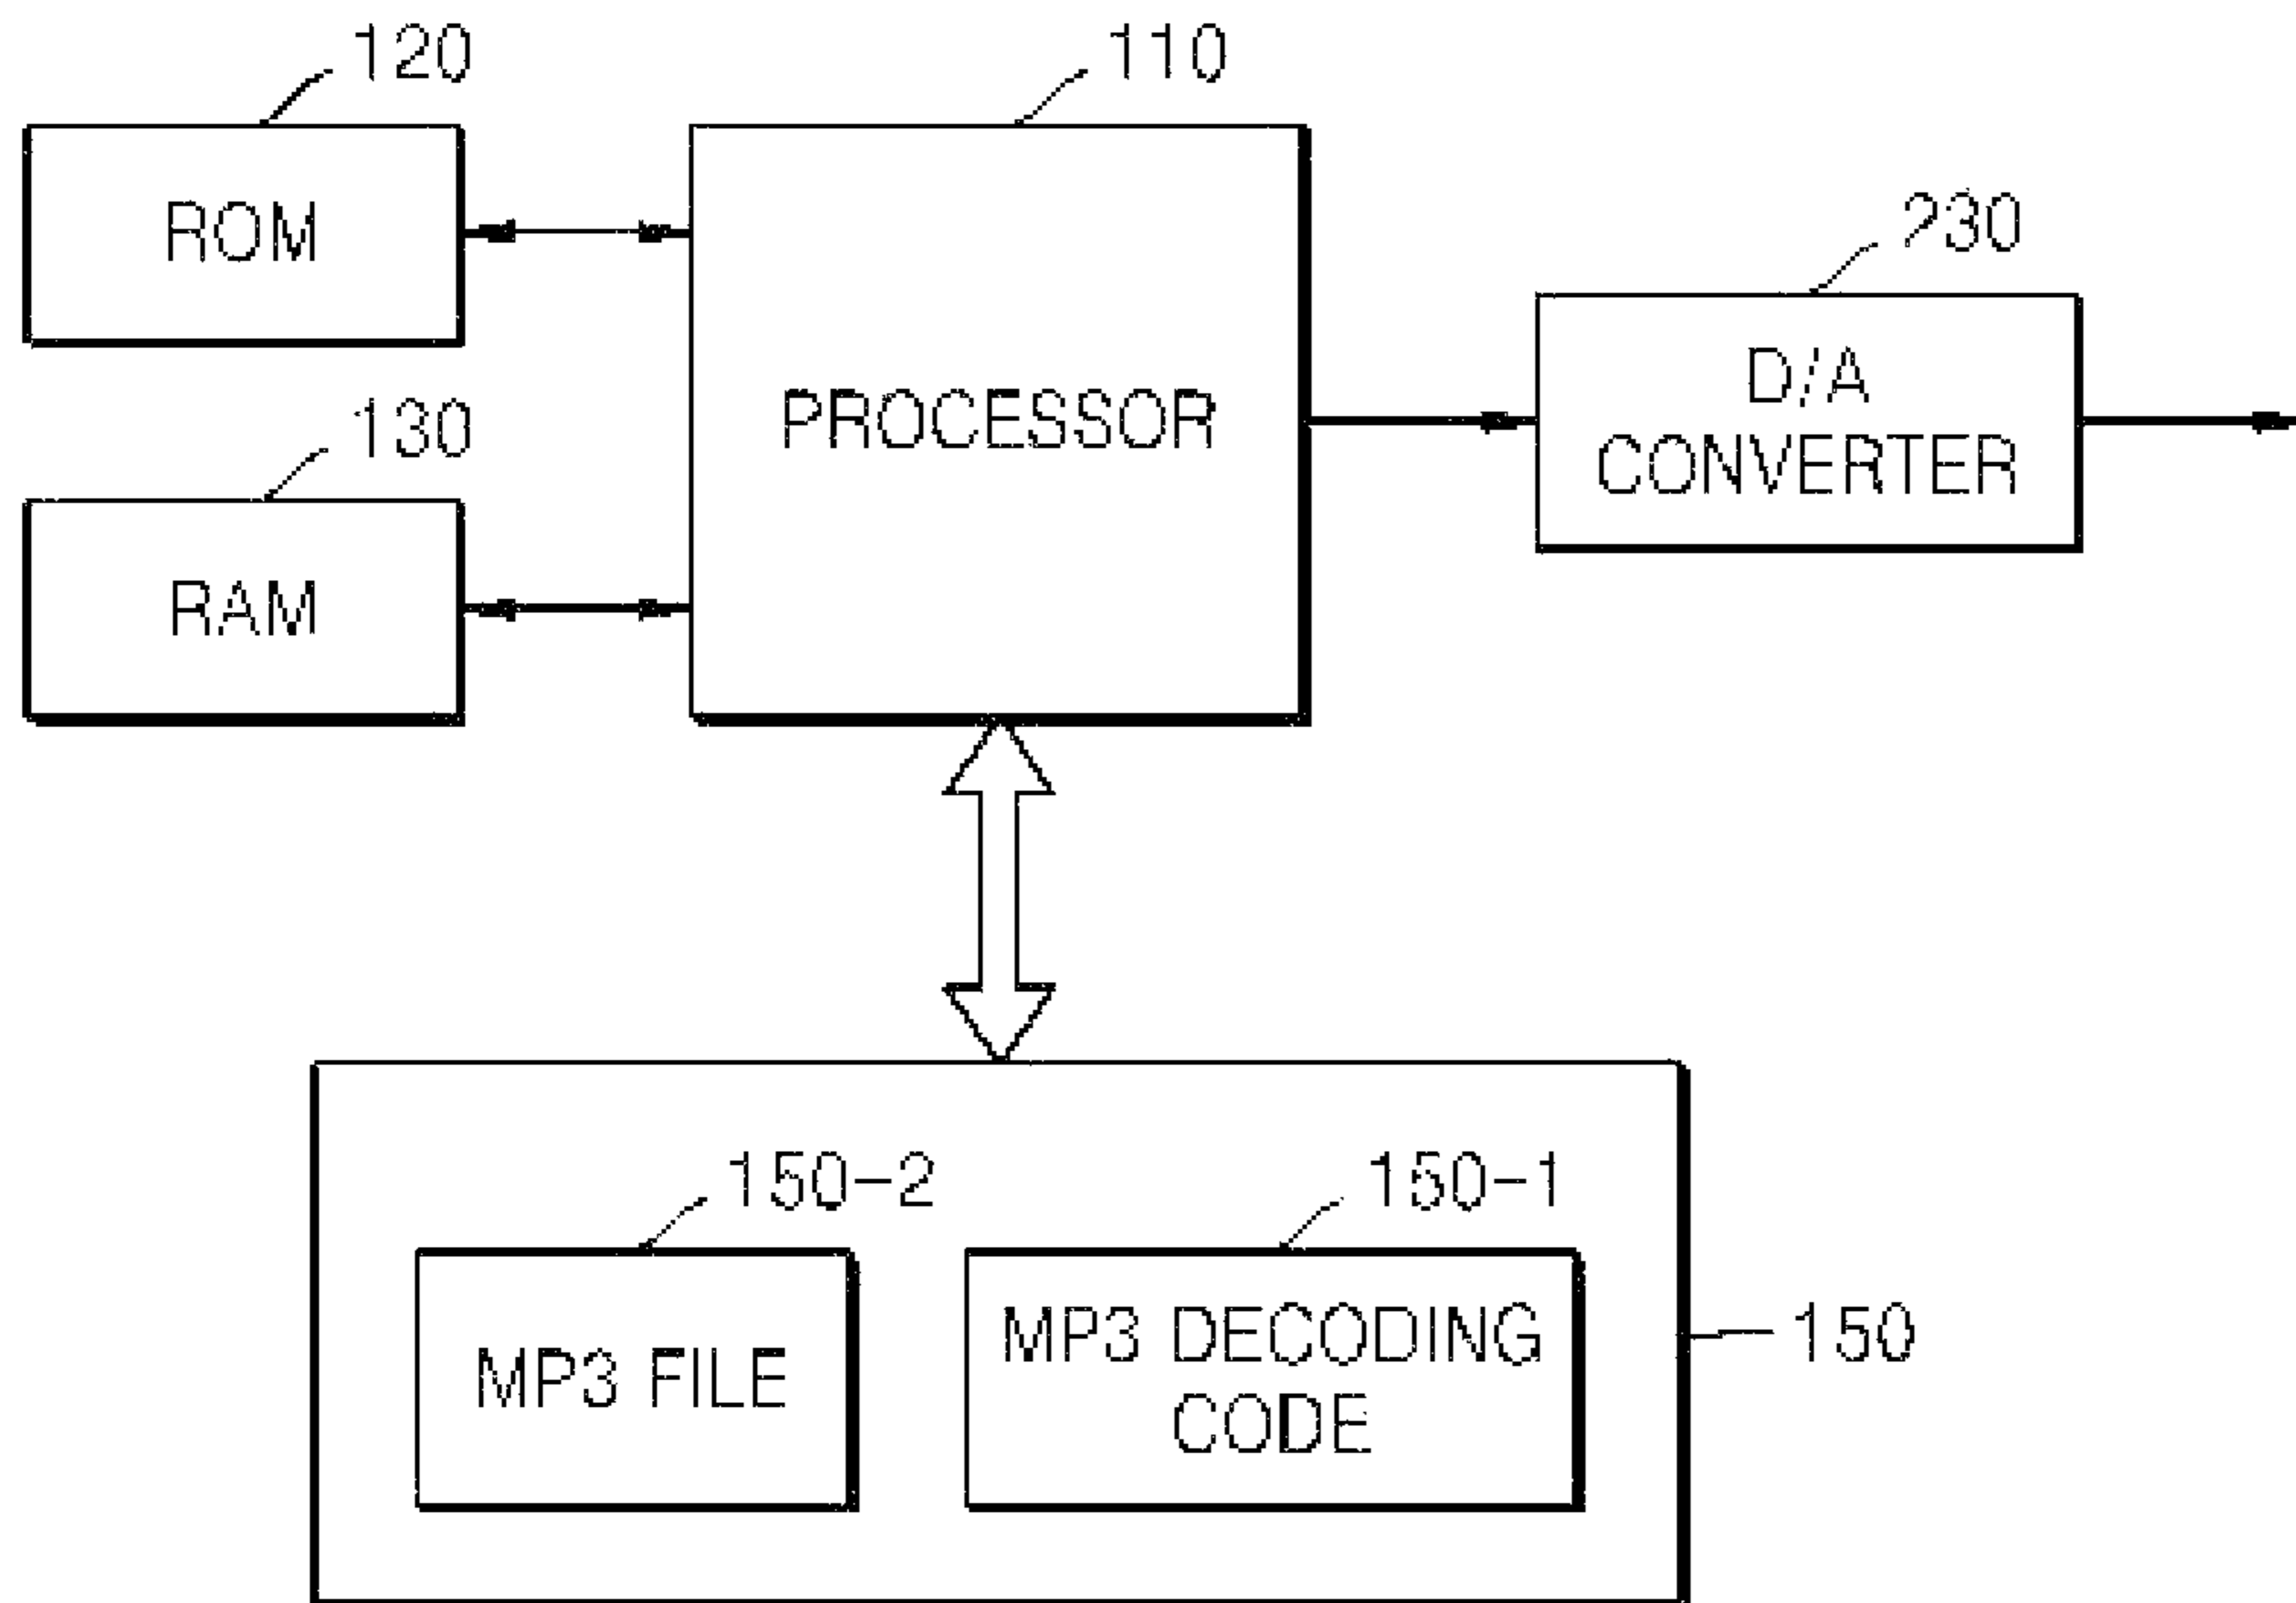 120
110
ROM
230
D/A
CONVERTER
130
PROCESSOR
RAM
150-2
150-1
MP3 FILE
MP3 DECODING
CODE
150